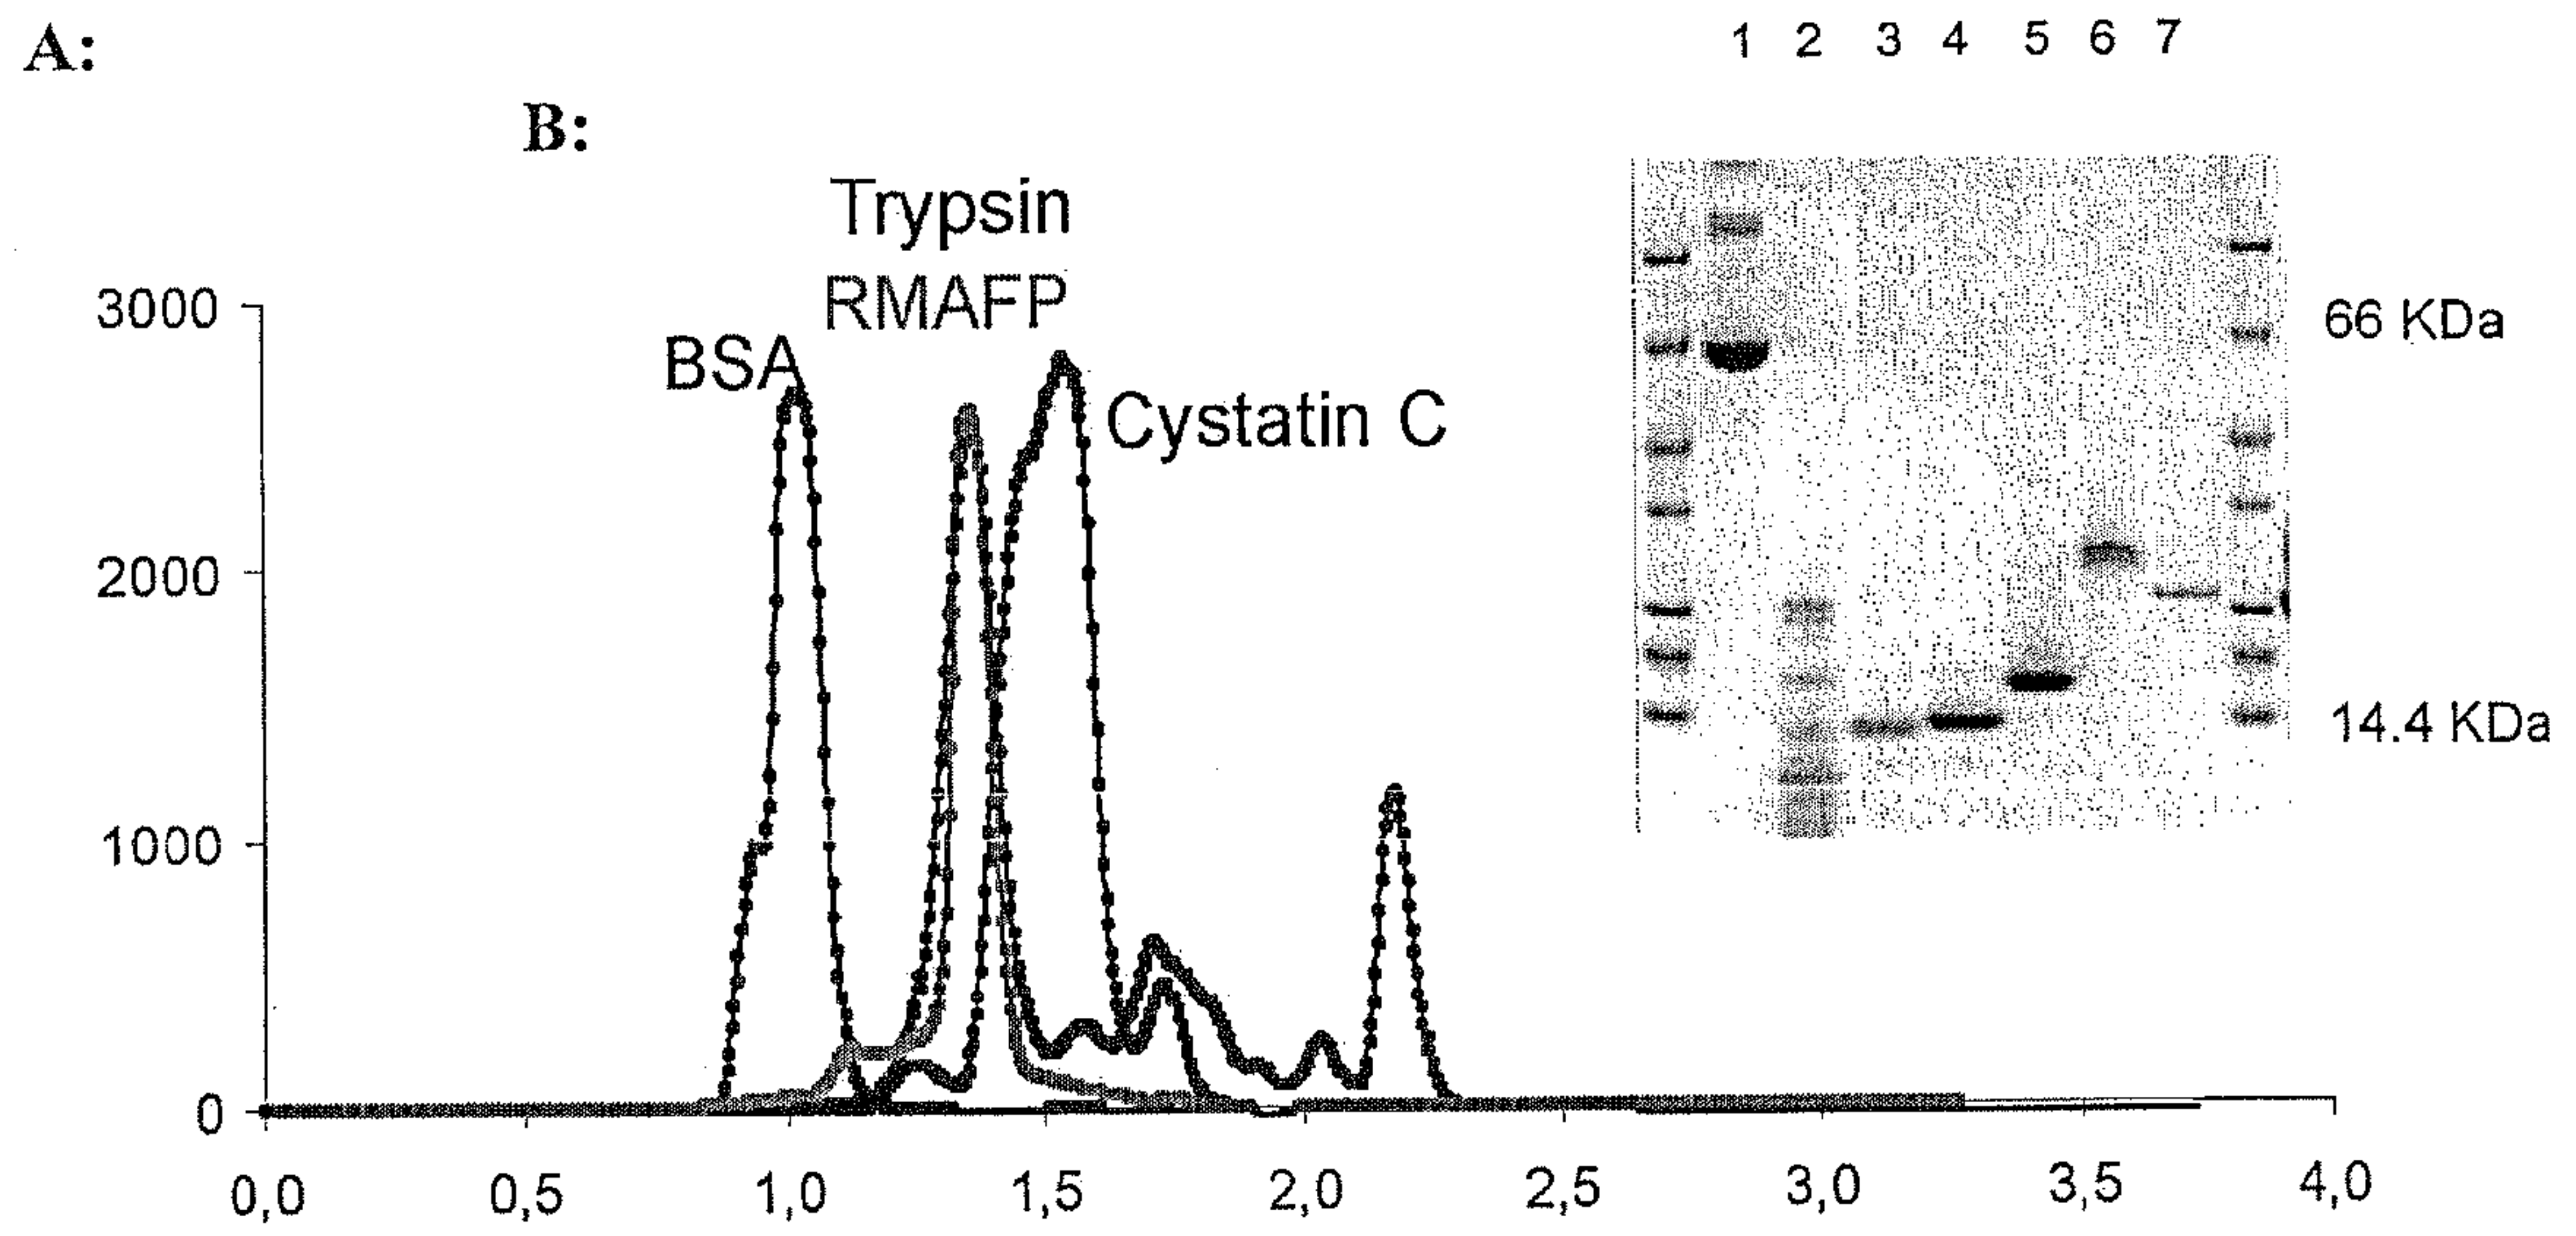 A:
1 2 3 4 5 6 7
B:
Trypsin
RMAFP
BSA
Cystatin C
3000
2000
1000
0
66 KDa
14.4 KDa
0,0 0,5 1,0 1,5 2,0 2,5 3,0 3,5 4,0